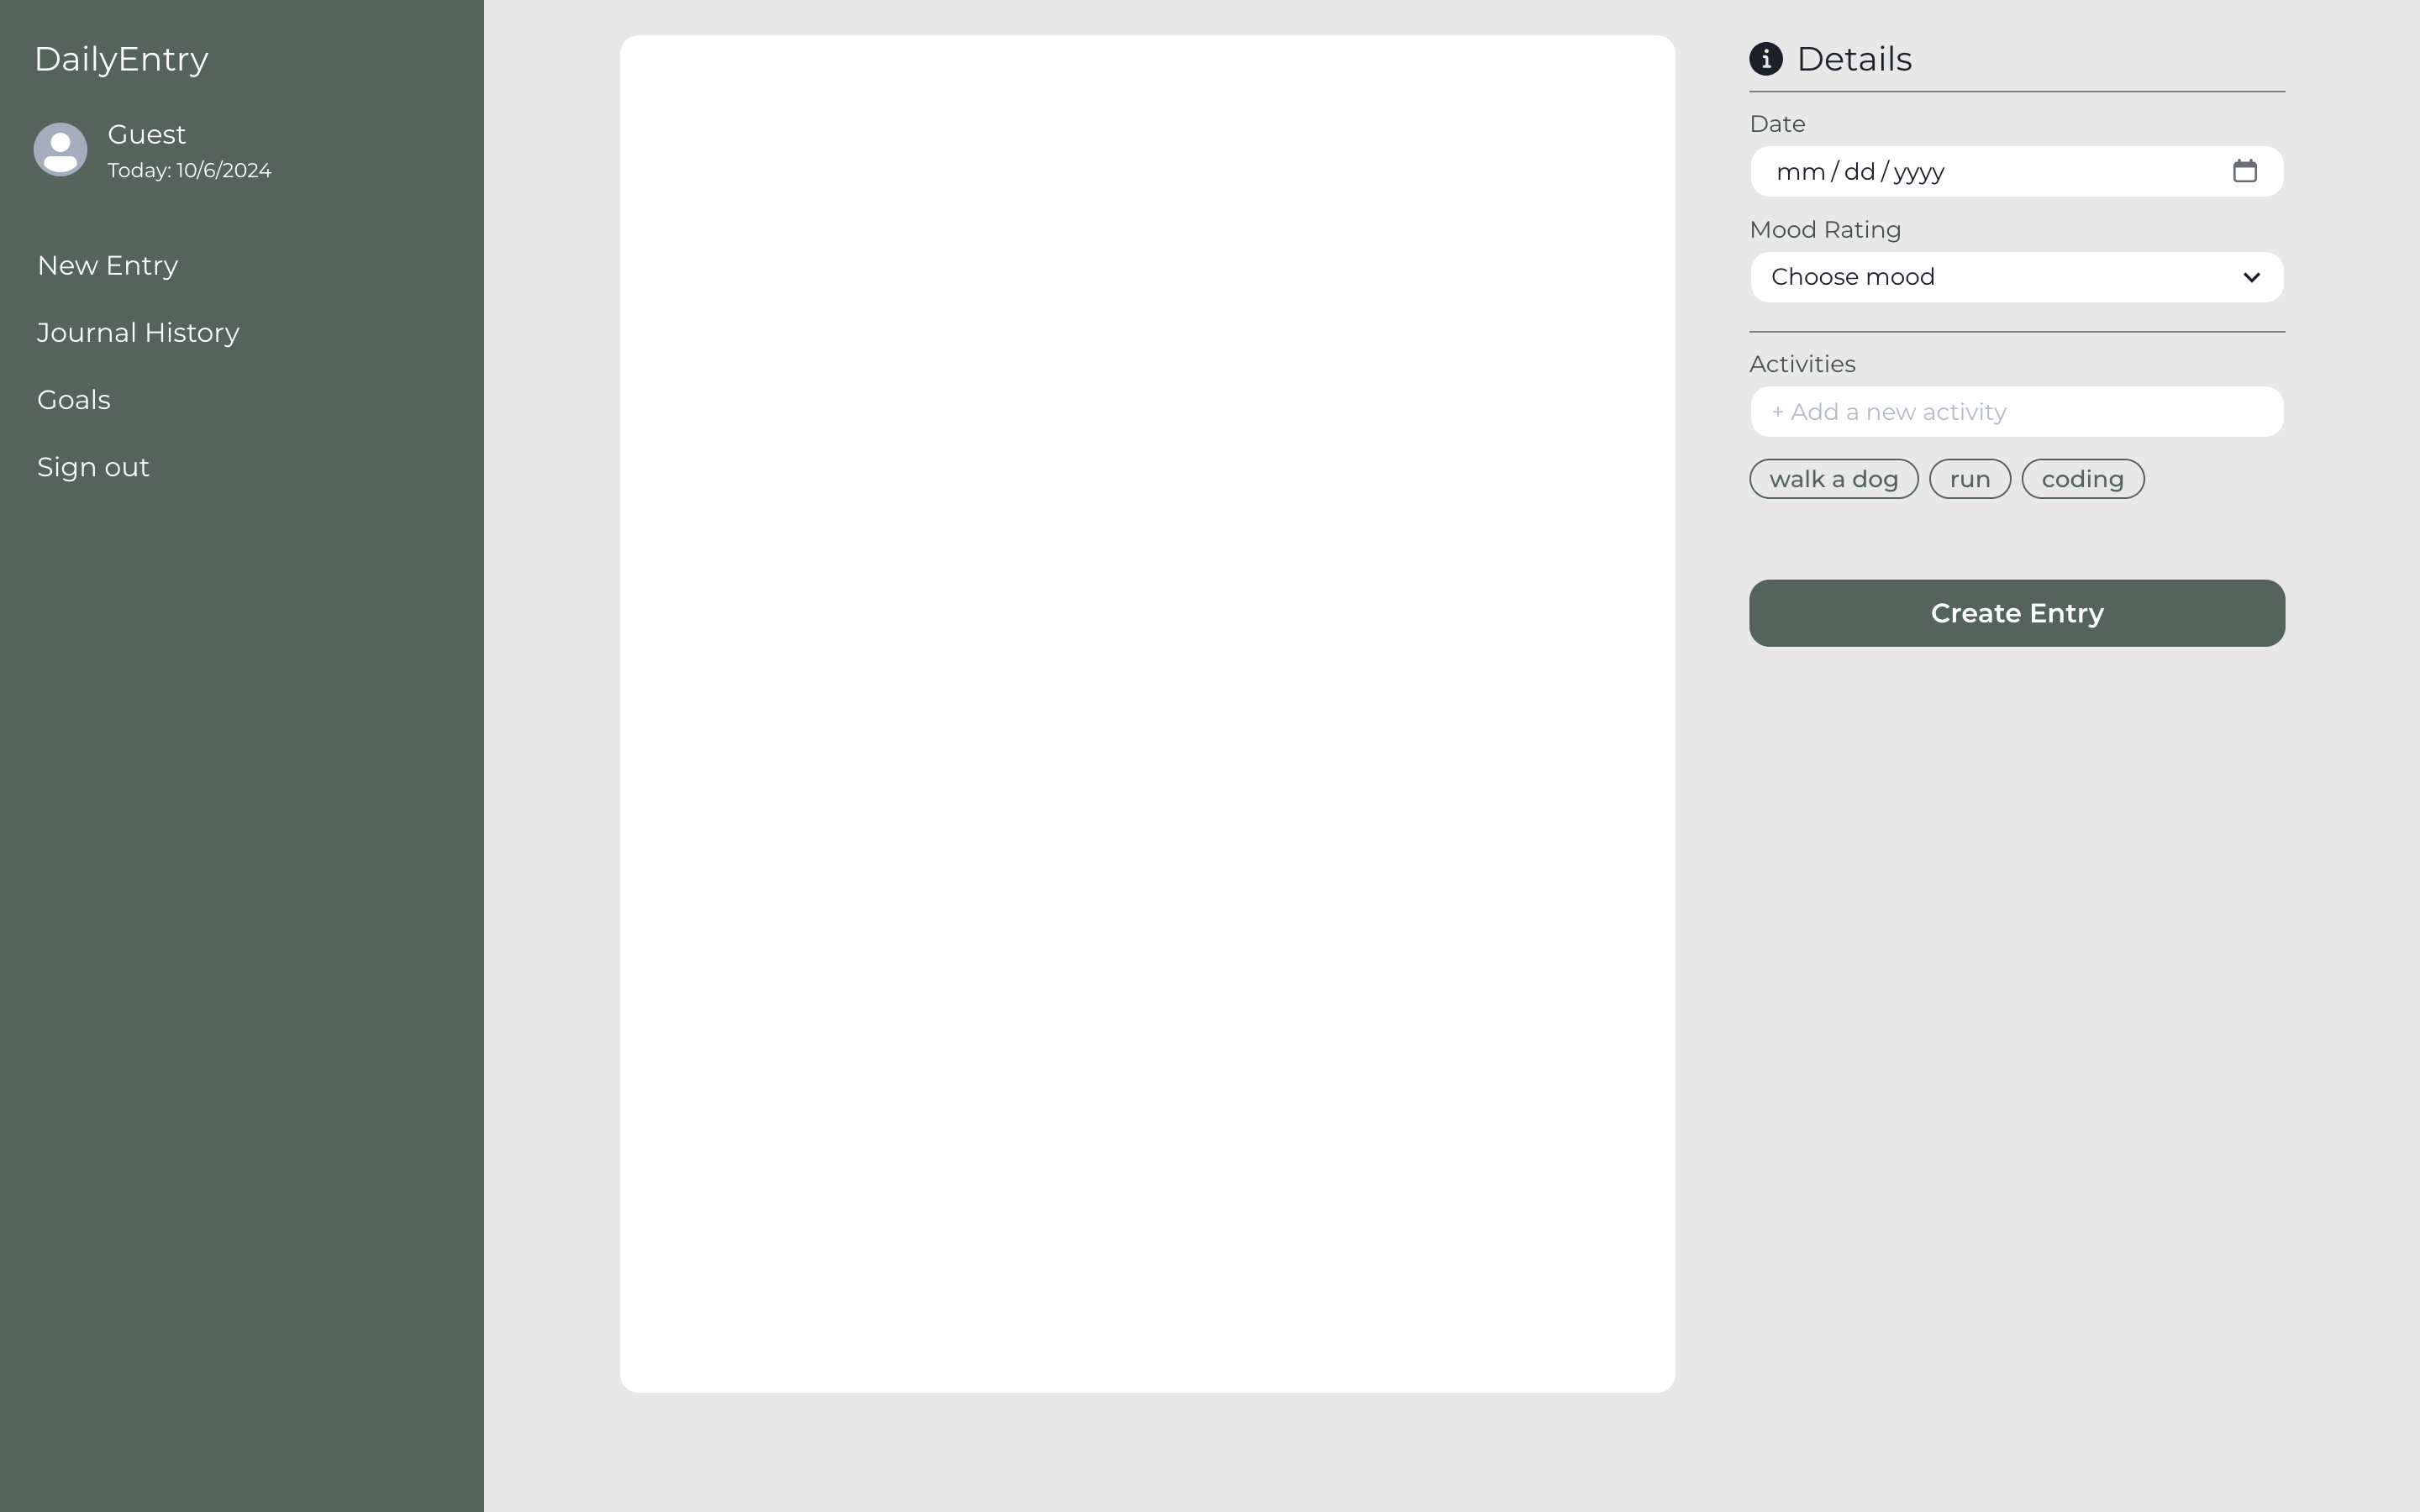 DailyEntry
Guest
Today: 10/6/2024
New Entry
Journal History
Goals
Sign out
Details
Date
mm / dd / yyyy
Mood Rating
Choose mood
Activities
+ Add a new activity
walk a dog run coding
Create Entry